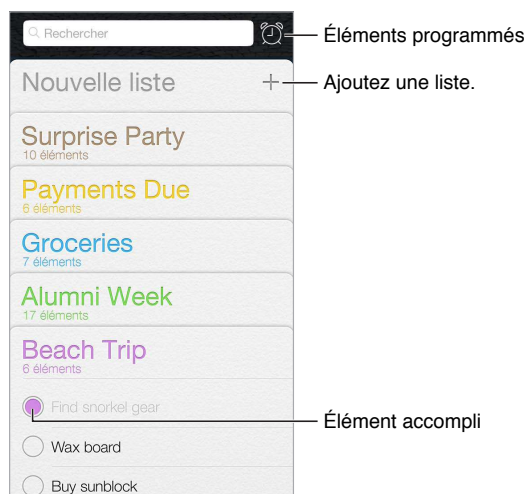 Rechercher
Éléments programmés
Nouvelle liste
Ajoutez une liste.
Surprise Party
10 éléments
Payments Due
6 éléments
Groceries
7 éléments
Alumni Week
17 éléments
Beach Trip
6 éléments
Find snorkel gear
Élément accompli
Wax board
Buy sunblock